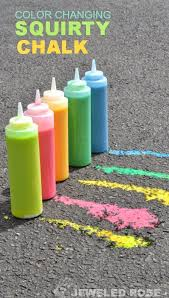 COLOR CHANGING
SQUIRTY
CHALK
JEWELED ROSE